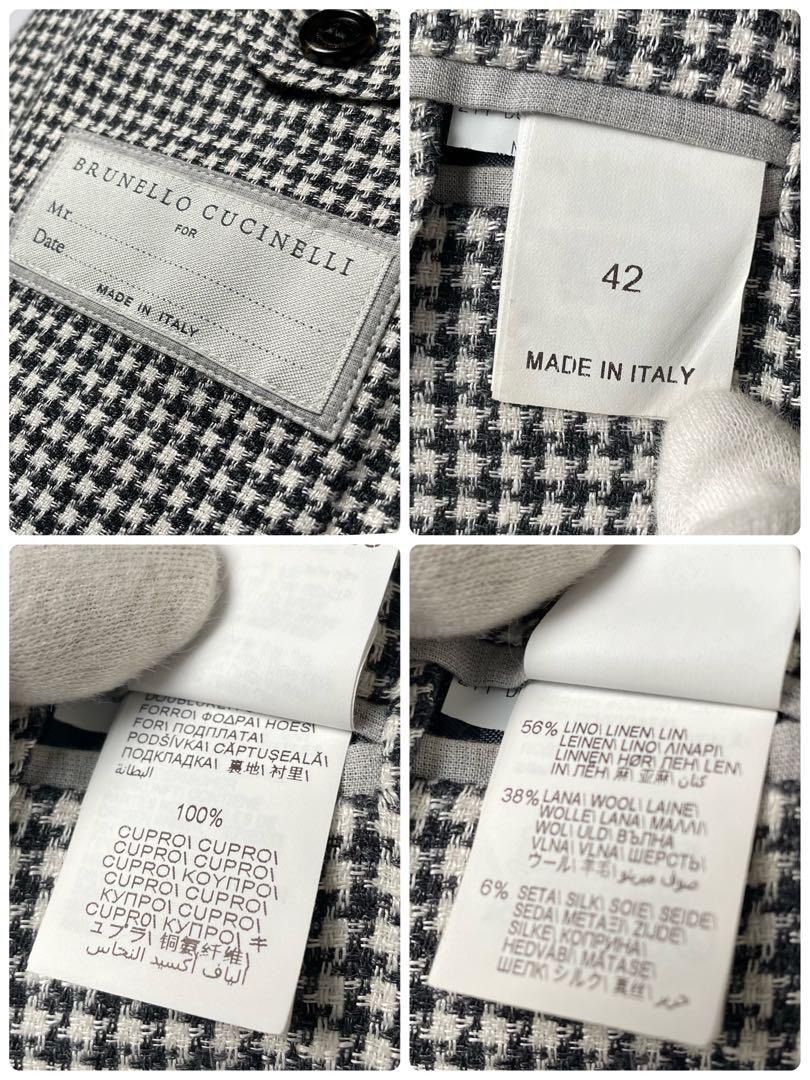 BRUNELLO CUCINELLI
FOR
Mr.
Date
MADE IN ITALY
42
MADE IN ITALY
FORRO\ ФОДРА\ HOES\
FOR\ ПОДПЛАТА\
PODŠÍVKA\ CĂPTUŞEALĂ\
ПОДКЛАДКА\ 裏地\ 衬里\
البطانة
100%
CUPRO\ CUPRO\
CUPRO\ CUPRO\
CUPRO\ ΚΟΥΠΡΟ\
CUPRO\ CUPRO\
КУПРО\ CUPRO\
CUPRO\ КУПРО\ キ
ュプラ\ 铜氨纤维\
ألياف أكسيد النحاس
56% LINO\ LINEN\ LIN\
LEINEN\ LINO\ ΛΙΝΑΡΙ\
LINNEN\ HØR\ ЛЕН\ LEN\
IN\ ЛЕН\ 麻\ 亚麻\ كتان
38% LANA\ WOOL\ LAINE\
WOLLE\ LANA\ ΜΑΛΛΙ\
WOL\ ULD\ ВЪЛНА
VLNA\ VLNA\ ШЕРСТЬ\
ウール\ 羊毛\ صوف مرينو
6% SETA\ SILK\ SOIE\ SEIDE\
SEDA\ ΜΕΤΑΞΙ\ ZIJDE\
SILKE\ КОПРИНА\
HEDVÁBÍ\ MĂTASE\
ШЕЛК\ シルク\ 真丝\
حرير